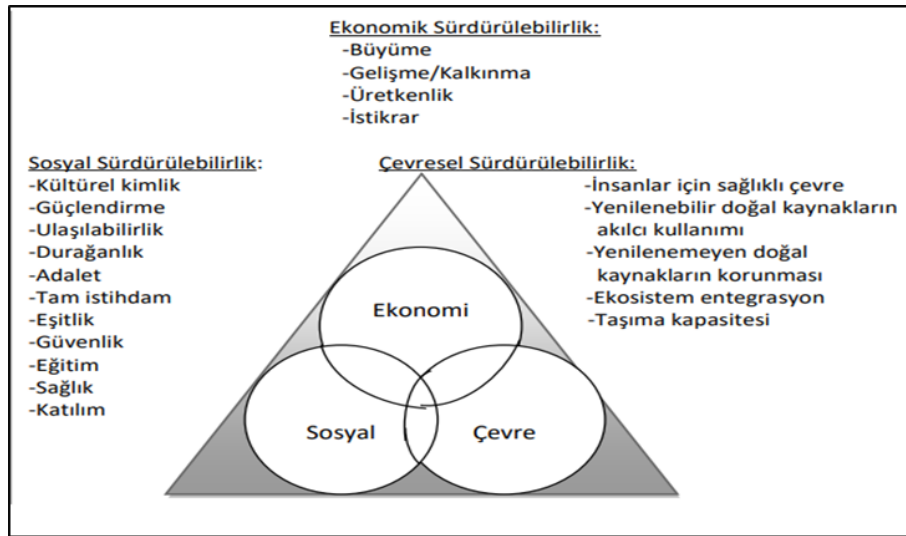 Ekonomik Sürdürülebilirlik:
-Büyüme
-Gelişme/Kalkınma
-Üretkenlik
-İstikrar
Sosyal Sürdürülebilirlik:
-Kültürel kimlik
-Güçlendirme
-Ulaşılabilirlik
-Durağanlık
-Adalet
-Tam istihdam
-Eşitlik
-Güvenlik
-Eğitim
-Sağlık
-Katılım
Çevresel Sürdürülebilirlik:
-İnsanlar için sağlıklı çevre
-Yenilenebilir doğal kaynakların
akılcı kullanımı
-Yenilenemeyen doğal
kaynakların korunması
-Ekosistem entegrasyon
-Taşıma kapasitesi
Ekonomi
Sosyal
Çevre